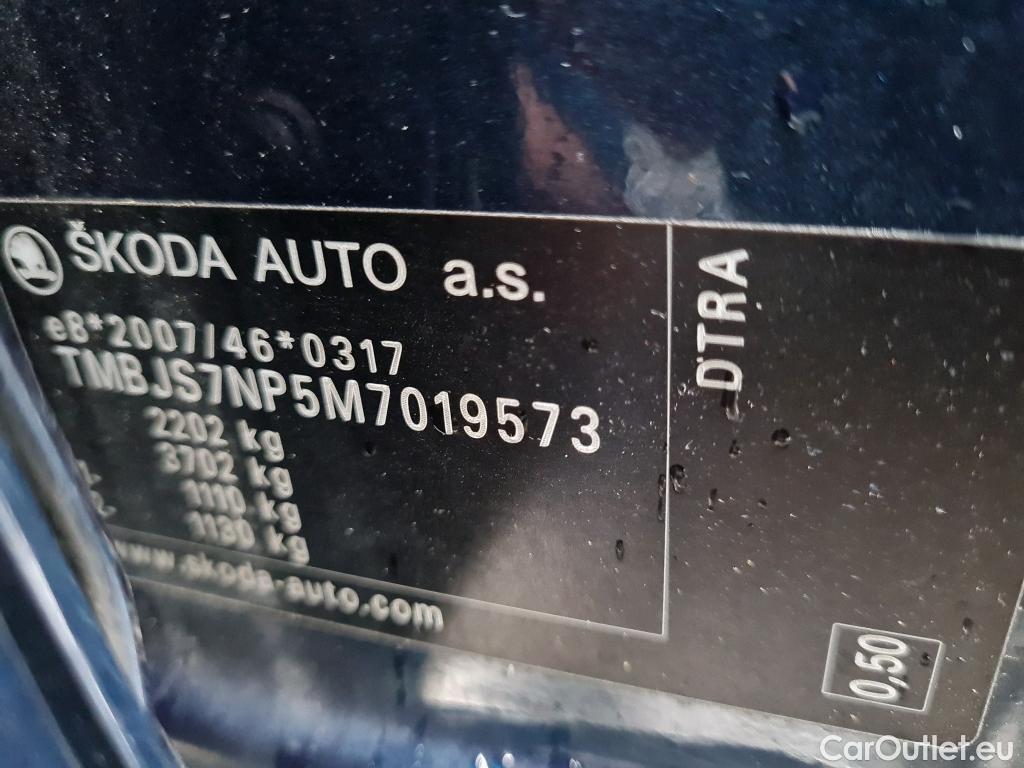 ŠKODA AUTO a.s.
e8*2007/46*0317
TMBJS7NP5M7019573
2202 kg
3702 kg
1110 kg
1130 kg
www.skoda-auto.com
DTRA
0,50
CarOutlet.eu